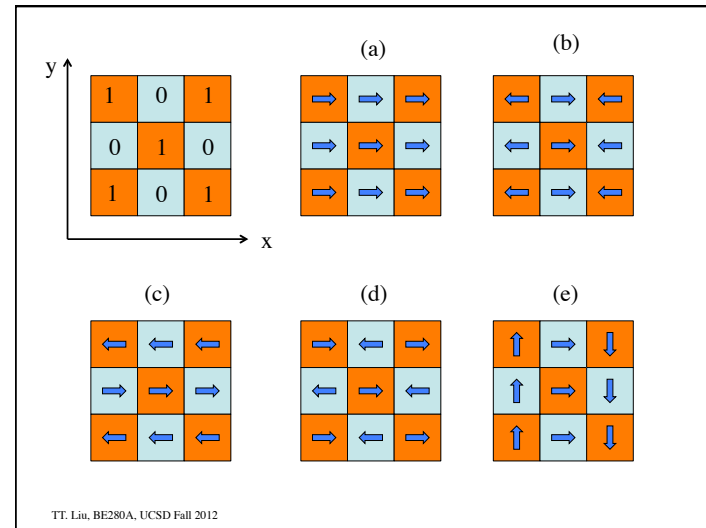 (a) (b)
y
1 0 1
0 1 0
1 0 1
x
(c) (d) (e)
TT. Liu, BE280A, UCSD Fall 2012